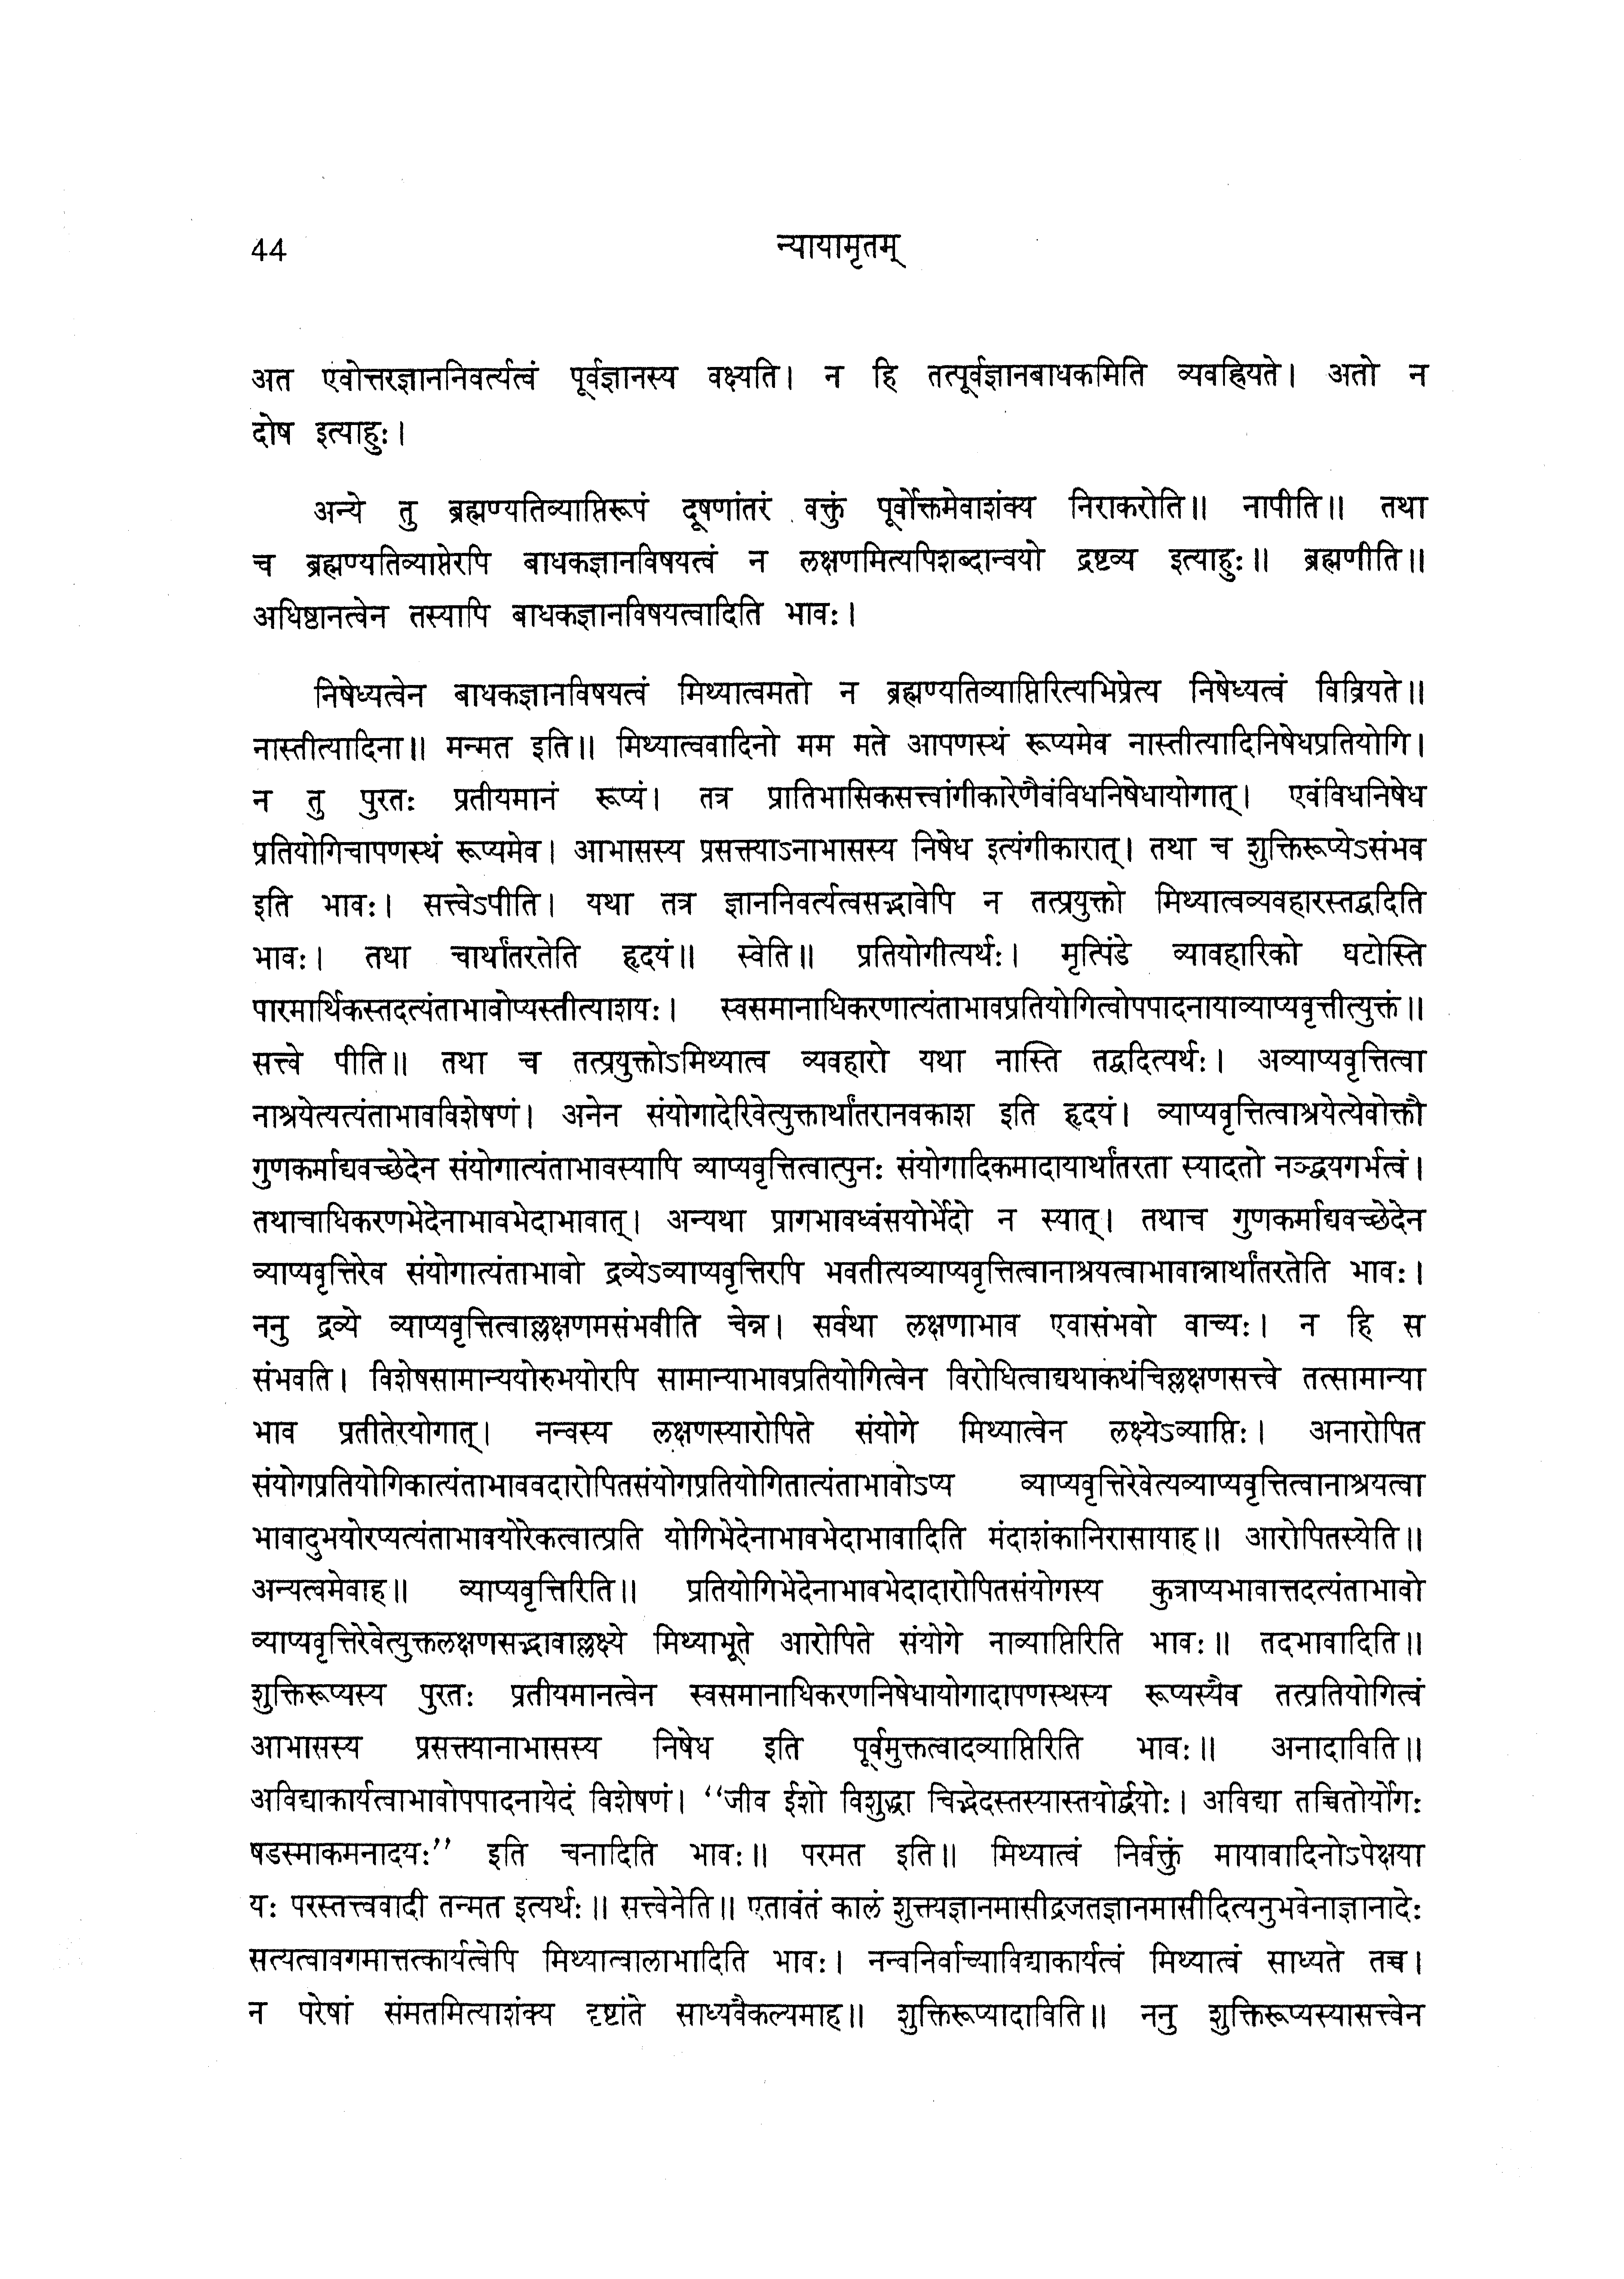 44
न्यायामृतम्
अत एवोत्तरज्ञाननिवर्त्यत्वं पूर्वज्ञानस्य वक्ष्यति। न हि तत्पूर्वज्ञानबाधकमिति व्यवह्रियते। अतो न
दोष इत्याहुः।
अन्ये तु ब्रह्मण्यतिव्याप्तिरूपं दूषणांतरं वक्तुं पूर्वोक्तमेवाशंक्य निराकरोति॥ नापीति॥ तथा
च ब्रह्मण्यतिव्याप्तेरपि बाधकज्ञानविषयत्वं न लक्षणमित्यपिशब्दान्वयो द्रष्टव्य इत्याहुः॥ ब्रह्मणीति॥
अधिष्ठानत्वेन तस्यापि बाधकज्ञानविषयत्वादिति भावः।
निषेध्यत्वेन बाधकज्ञानविषयत्वं मिथ्यात्वमतो न ब्रह्मण्यतिव्याप्तिरित्यभिप्रेत्य निषेध्यत्वं विव्रियते॥
नास्तीत्यादिना॥ मन्मत इति॥ मिथ्यात्ववादिनो मम मते आपणस्थं रूप्यमेव नास्तीत्यादिनिषेधप्रतियोगि।
न तु पुरतः प्रतीयमानं रूप्यं। तत्र प्रातिभासिकसत्त्वांगीकारेणैवंविधनिषेधायोगात्। एवंविधनिषेध
प्रतियोगिचापणस्थं रूप्यमेव। आभासस्य प्रसक्त्याऽनाभासस्य निषेध इत्यंगीकारात्। तथा च शुक्तिरूप्येऽसंभव
इति भावः। सत्त्वेऽपीति। यथा तत्र ज्ञाननिवर्त्यत्वसद्भावेपि न तत्प्रयुक्तो मिथ्यात्वव्यवहारस्तद्वदिति
भावः। तथा चार्थांतरतेति हृदयं॥ स्वेति॥ प्रतियोगीत्यर्थः। मृत्पिंडे व्यावहारिको घटोस्ति
पारमार्थिकस्तदत्यंताभावोप्यस्तीत्याशयः। स्वसमानाधिकरणात्यंताभावप्रतियोगित्वोपपादनायाव्याप्यवृत्तीत्युक्तं॥
सत्त्वे पीति॥ तथा च तत्प्रयुक्तोऽमिथ्यात्व व्यवहारो यथा नास्ति तद्वदित्यर्थः। अव्याप्यवृत्तित्वा
नाश्रयेत्यत्यंताभावविशेषणं। अनेन संयोगादेरिवेत्युक्तार्थांतरानवकाश इति हृदयं। व्याप्यवृत्तित्वाश्रयेत्येवोक्तौ
गुणकर्माद्यवच्छेदेन संयोगात्यंताभावस्यापि व्याप्यवृत्तित्वात्पुनः संयोगादिकमादायार्थांतरता स्यादतो नञ्द्वयगर्भत्वं।
तथाचाधिकरणभेदेनाभावभेदाभावात्। अन्यथा प्रागभावध्वंसयोर्भेदो न स्यात्। तथाच गुणकर्माद्यवच्छेदेन
व्याप्यवृत्तिरेव संयोगात्यंताभावो द्रव्येऽव्याप्यवृत्तिरपि भवतीत्यव्याप्यवृत्तित्वानाश्रयत्वाभावान्नार्थांतरतेति भावः।
ननु द्रव्ये व्याप्यवृत्तित्वाल्लक्षणमसंभवीति चेन्न। सर्वथा लक्षणाभाव एवासंभवो वाच्यः। न हि स
संभवति। विशेषसामान्ययोरुभयोरपि सामान्याभावप्रतियोगित्वेन विरोधित्वाद्यथाकथंचिल्लक्षणसत्त्वे तत्सामान्या
भाव प्रतीतेरयोगात्। नन्वस्य लक्षणस्यारोपिते संयोगे मिथ्यात्वेन लक्ष्येऽव्याप्तिः। अनारोपित
संयोगप्रतियोगिकात्यंताभाववदारोपितसंयोगप्रतियोगितात्यंताभावोऽप्य व्याप्यवृत्तिरेवेत्यव्याप्यवृत्तित्वानाश्रयत्वा
भावादुभयोरप्यत्यंताभावयोरेकत्वात्प्रति योगिभेदेनाभावभेदाभावादिति मंदाशंकानिरासायाह॥ आरोपितस्येति॥
अन्यत्वमेवाह॥ व्याप्यवृत्तिरिति॥ प्रतियोगिभेदेनाभावभेदादारोपितसंयोगस्य कुत्राप्यभावात्तदत्यंताभावो
व्याप्यवृत्तिरेवेत्युक्तलक्षणसद्भावाल्लक्ष्ये मिथ्याभूते आरोपिते संयोगे नाव्याप्तिरिति भावः॥ तदभावादिति॥
शुक्तिरूप्यस्य पुरतः प्रतीयमानत्वेन स्वसमानाधिकरणनिषेधायोगादापणस्थस्य रूप्यस्यैव तत्प्रतियोगित्वं
आभासस्य प्रसक्त्यानाभासस्य निषेध इति पूर्वमुक्तत्वादव्याप्तिरिति भावः॥ अनादाविति॥
अविद्याकार्यत्वाभावोपपादनायेदं विशेषणं। “जीव ईशो विशुद्धा चिद्भेदस्तस्यास्तयोर्द्वयोः। अविद्या तच्चितोर्योगः
षडस्माकमनादयः” इति चनादिति भावः॥ परमत इति॥ मिथ्यात्वं निर्वक्तुं मायावादिनोऽपेक्षया
यः परस्तत्त्ववादी तन्मत इत्यर्थः॥ सत्त्वेनेति॥ एतावंतं कालं शुक्त्यज्ञानमासीद्रजतज्ञानमासीदित्यनुभवेनाज्ञानादेः
सत्यत्वावगमात्तत्कार्यत्वेपि मिथ्यात्वालाभादिति भावः। नन्वनिर्वाच्याविद्याकार्यत्वं मिथ्यात्वं साध्यते तच्च।
न परेषां संमतमित्याशंक्य दृष्टांते साध्यवैकल्यमाह॥ शुक्तिरूप्यादाविति॥ ननु शुक्तिरूप्यस्यासत्त्वेन